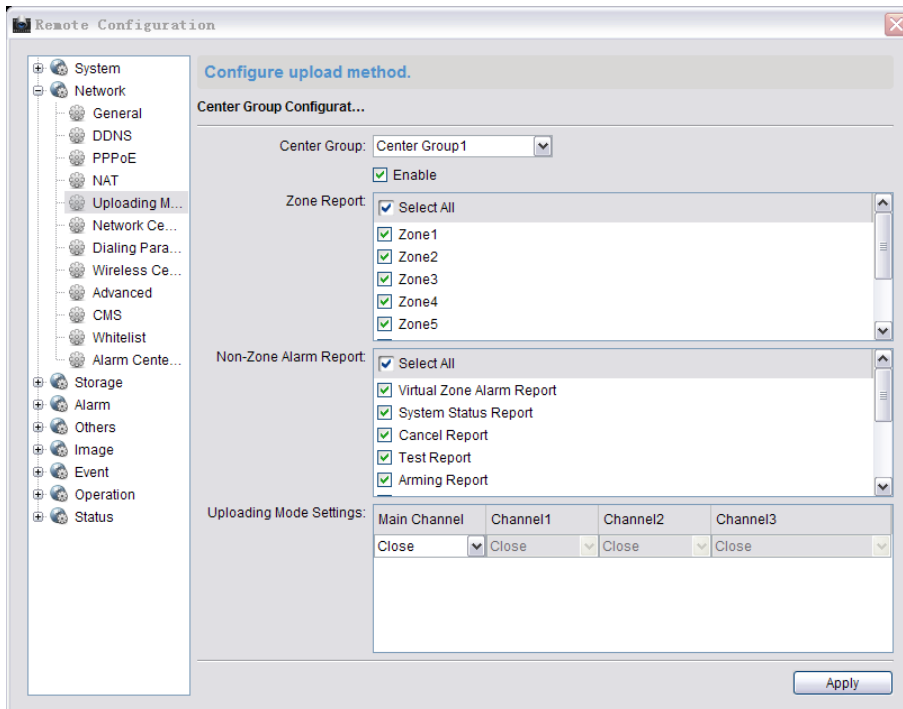 Remote Configuration
System
Network
General
DDNS
PPPoE
NAT
Uploading M...
Network Ce...
Dialing Para...
Wireless Ce...
Advanced
CMS
Whitelist
Alarm Cente...
Storage
Alarm
Others
Image
Event
Operation
Status
Configure upload method.
Center Group Configurat...
Center Group: Center Group1
Enable
Zone Report: Select All
Zone1
Zone2
Zone3
Zone4
Zone5
Non-Zone Alarm Report: Select All
Virtual Zone Alarm Report
System Status Report
Cancel Report
Test Report
Arming Report
Uploading Mode Settings: Main Channel Channel1 Channel2 Channel3
Close Close Close Close
Apply